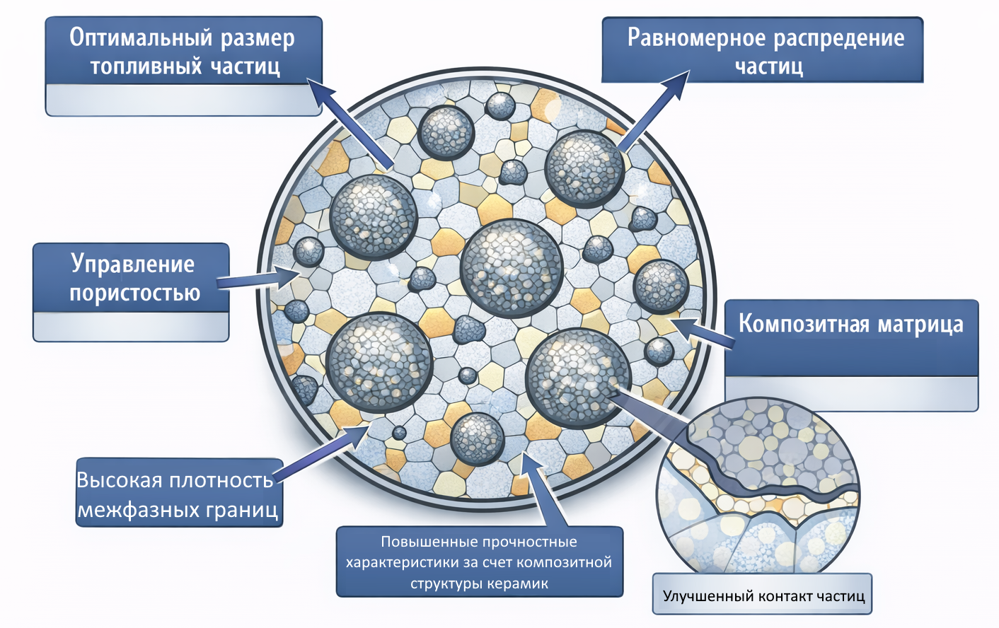 Оптимальный размер
топливных частиц
Равномерное распредение
частиц
Управление
пористостью
Композитная матрица
Высокая плотность
межфазных границ
Повышенные прочностные
характеристики за счет композитной
структуры керамик
Улучшенный контакт частиц